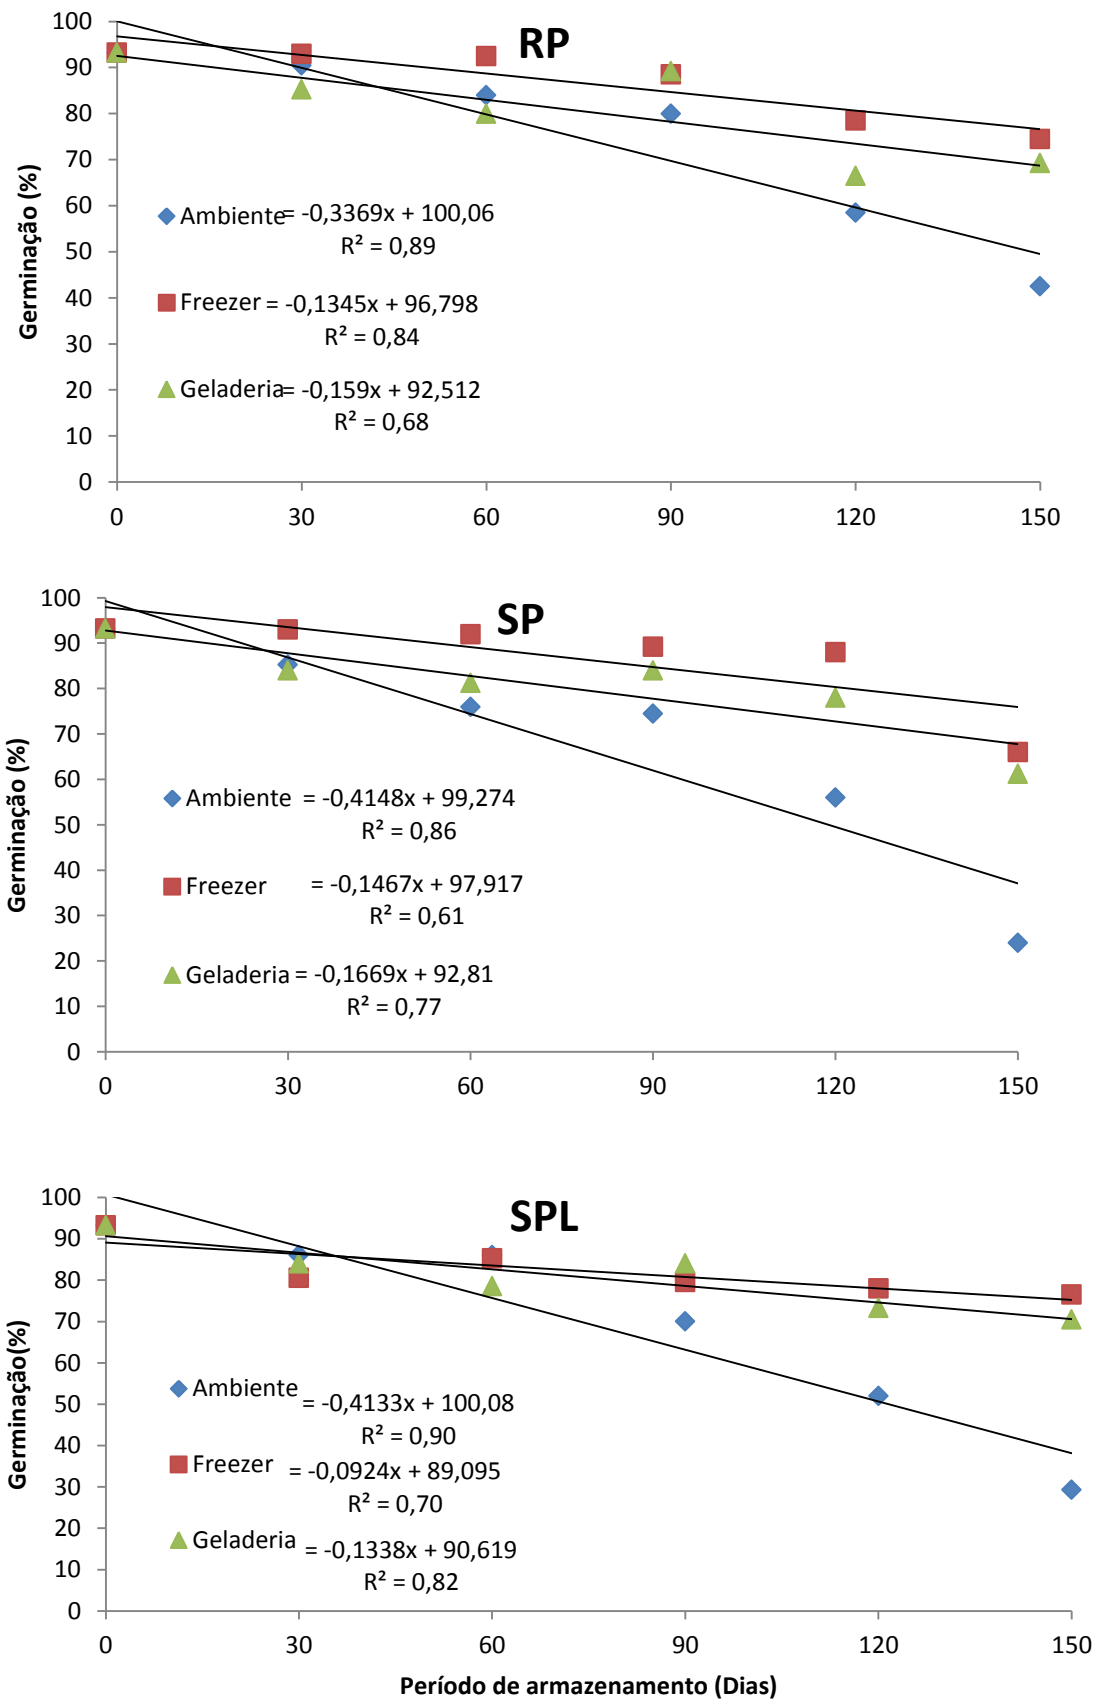 RP
Germinação (%)
100
90
80
70
60
50
40
30
20
10
0
Ambiente = -0,3369x + 100,06
R² = 0,89
Freezer = -0,1345x + 96,798
R² = 0,84
Geladeria = -0,159x + 92,512
R² = 0,68
0 30 60 90 120 150
SP
Germinação (%)
100
90
80
70
60
50
40
30
20
10
0
Ambiente = -0,4148x + 99,274
R² = 0,86
Freezer = -0,1467x + 97,917
R² = 0,61
Geladeria = -0,1669x + 92,81
R² = 0,77
0 30 60 90 120 150
SPL
Germinação(%)
100
90
80
70
60
50
40
30
20
10
0
Ambiente = -0,4133x + 100,08
R² = 0,90
Freezer = -0,0924x + 89,095
R² = 0,70
Geladeria = -0,1338x + 90,619
R² = 0,82
0 30 60 90 120 150
Período de armazenamento (Dias)